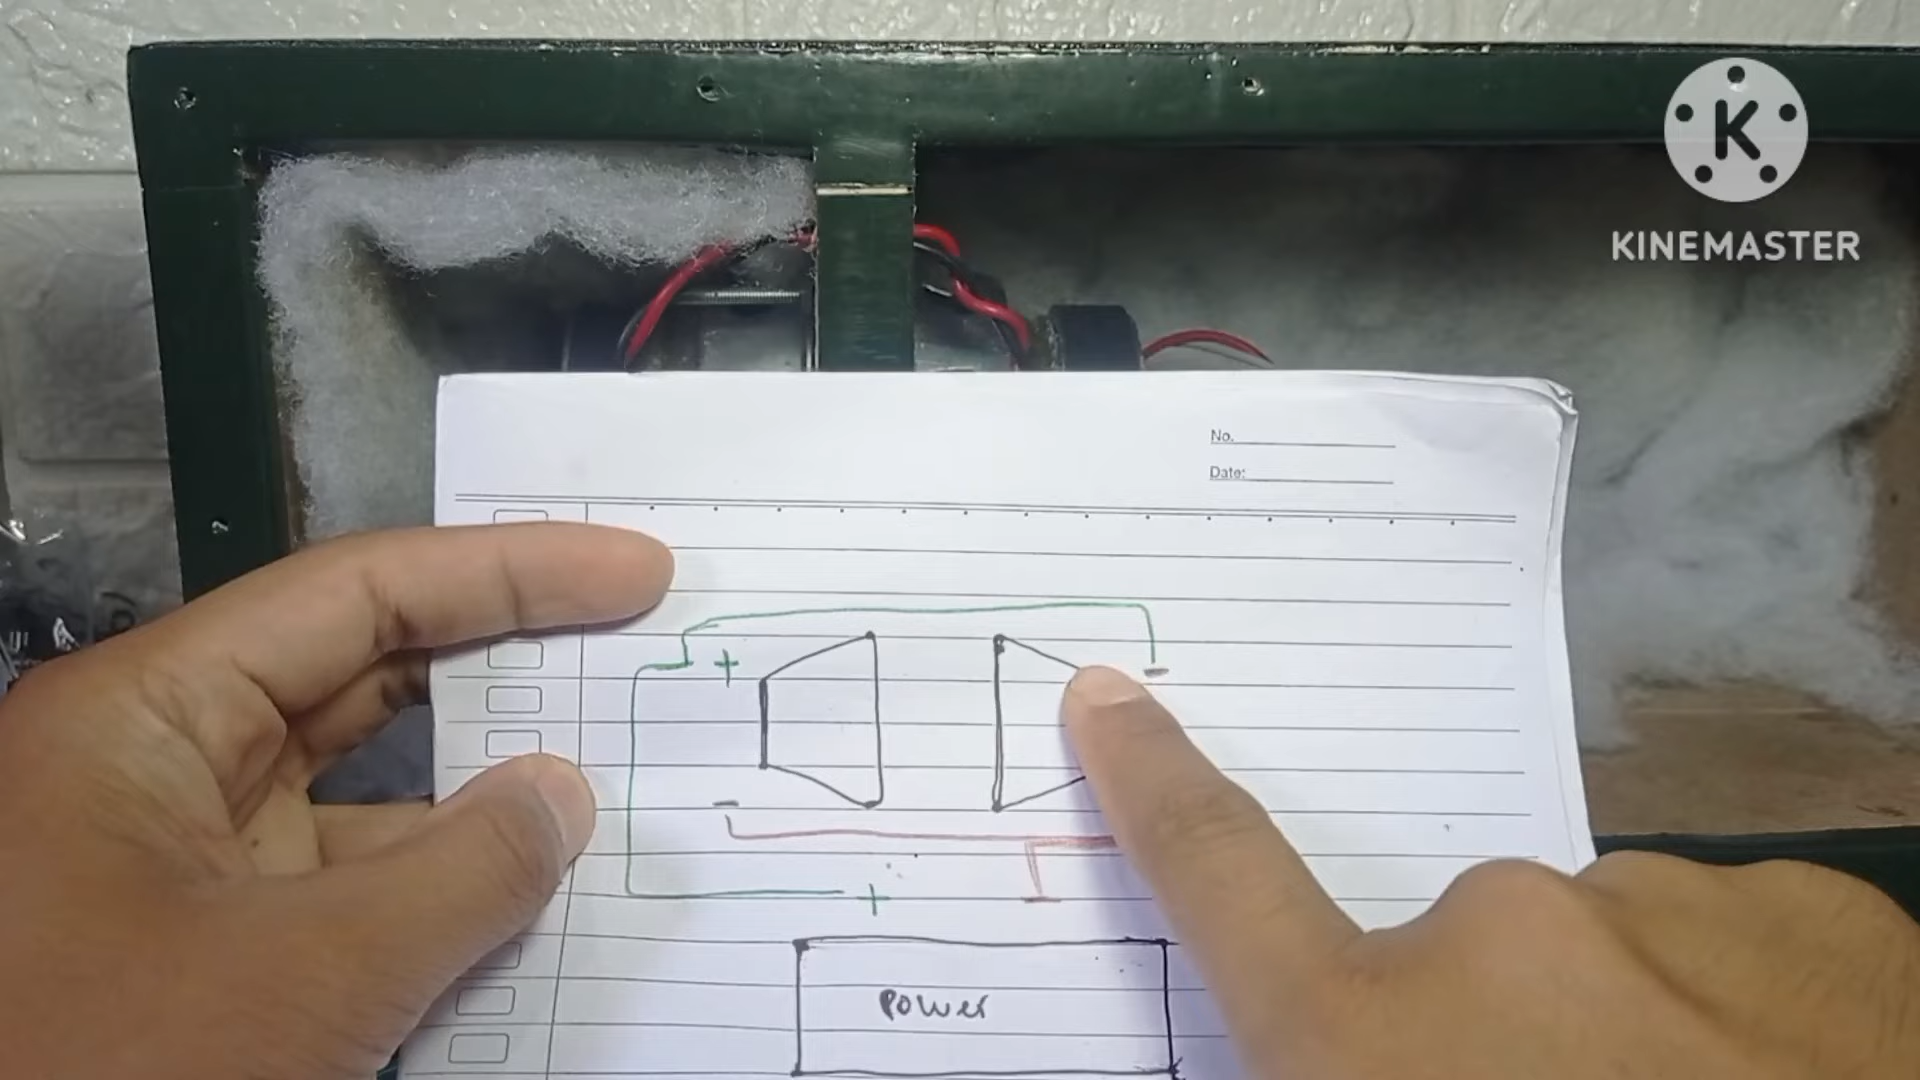 K
KINEMASTER
No.
Date:
+
-
-
+
-
Power